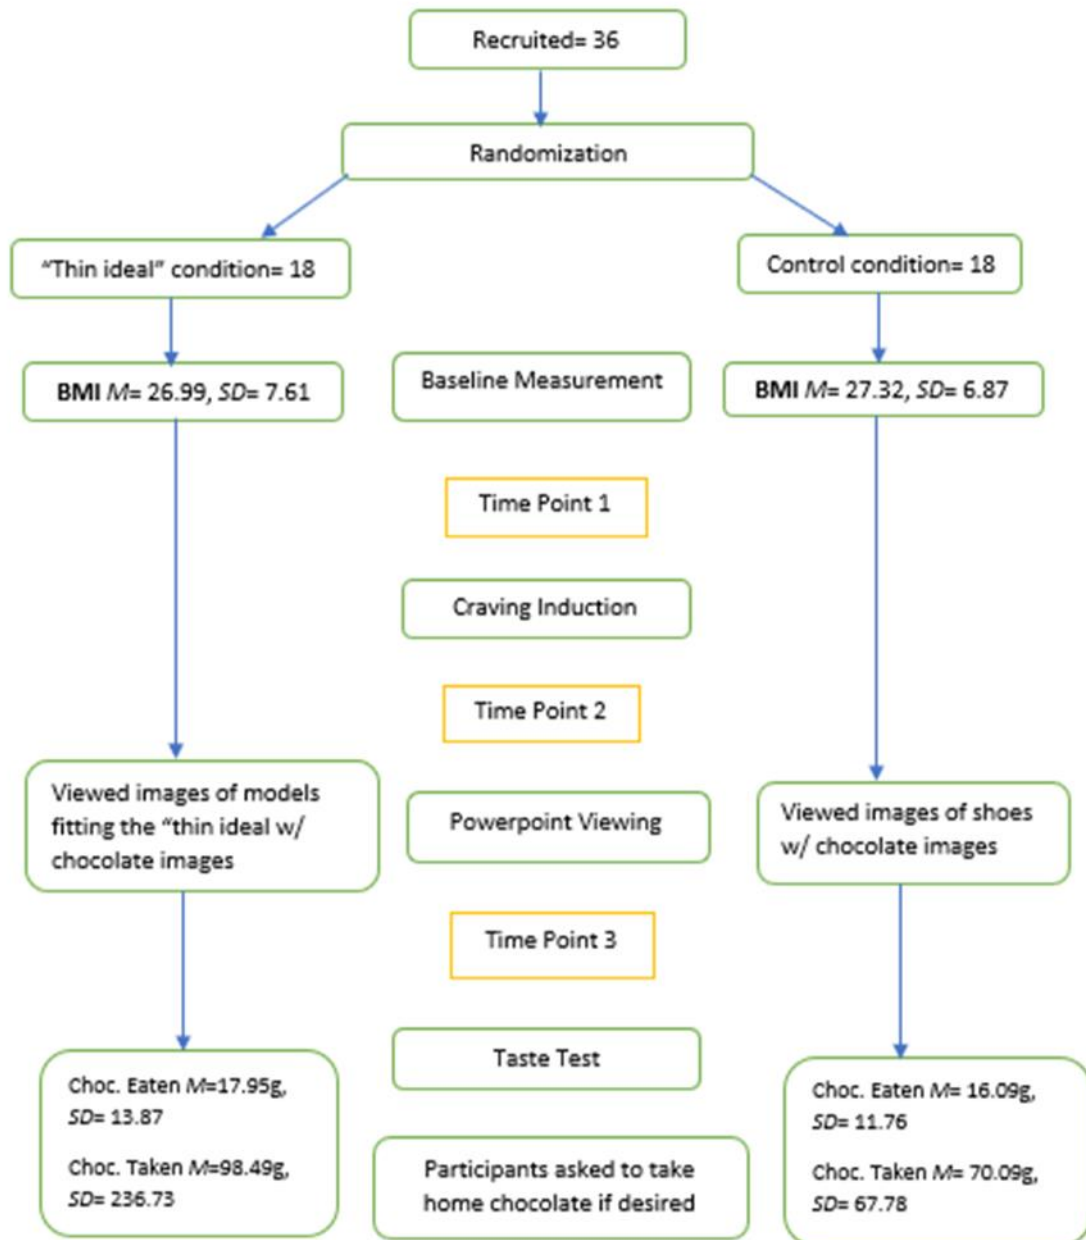 Recruited= 36
Randomization
“Thin ideal” condition= 18
Control condition= 18
BMI M= 26.99, SD= 7.61
Baseline Measurement
BMI M= 27.32, SD= 6.87
Time Point 1
Craving Induction
Time Point 2
Viewed images of models
fitting the “thin ideal w/
chocolate images
Powerpoint Viewing
Viewed images of shoes
w/ chocolate images
Time Point 3
Taste Test
Choc. Eaten M=17.95g,
SD= 13.87
Choc. Taken M=98.49g,
SD= 236.73
Participants asked to take
home chocolate if desired
Choc. Eaten M= 16.09g,
SD= 11.76
Choc. Taken M= 70.09g,
SD= 67.78